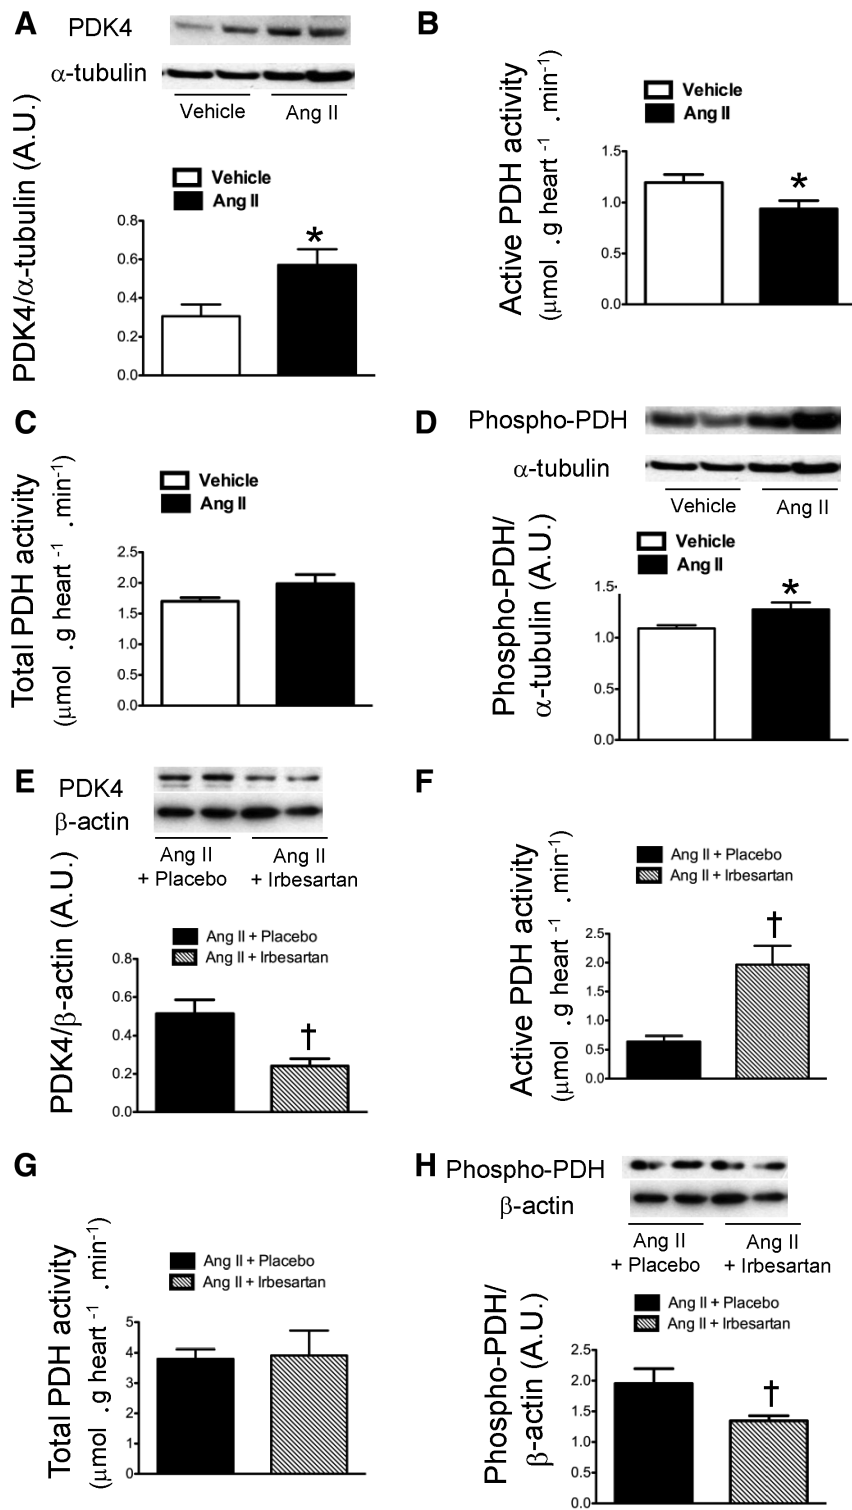 A
PDK4
α-tubulin
Vehicle Ang II
Vehicle
Ang II
PDK4/α-tubulin (A.U.)
0.8
0.6
0.4
0.2
0.0
*
B
Vehicle
Ang II
Active PDH activity
(μmol .g heart -1 .min-1)
1.5
1.0
0.5
0.0
*
C
Vehicle
Ang II
Total PDH activity
(μmol .g heart -1 .min-1)
2.5
2.0
1.5
1.0
0.5
0.0
D
Phospho-PDH
α-tubulin
Vehicle Ang II
Vehicle
Ang II
Phospho-PDH/
α-tubulin (A.U.)
1.5
1.0
0.5
0.0
*
E
PDK4
β-actin
Ang II Ang II
+ Placebo + Irbesartan
Ang II + Placebo
Ang II + Irbesartan
PDK4/β-actin (A.U.)
0.8
0.6
0.4
0.2
0.0
†
F
Ang II + Placebo
Ang II + Irbesartan
Active PDH activity
(μmol .g heart -1 .min-1)
2.5
2.0
1.5
1.0
0.5
0.0
†
G
Ang II + Placebo
Ang II + Irbesartan
Total PDH activity
(μmol .g heart -1 .min-1)
5
4
3
2
1
0
H
Phospho-PDH
β-actin
Ang II Ang II
+ Placebo + Irbesartan
Ang II + Placebo
Ang II + Irbesartan
Phospho-PDH/
β-actin (A.U.)
2.5
2.0
1.5
1.0
0.5
0.0
†